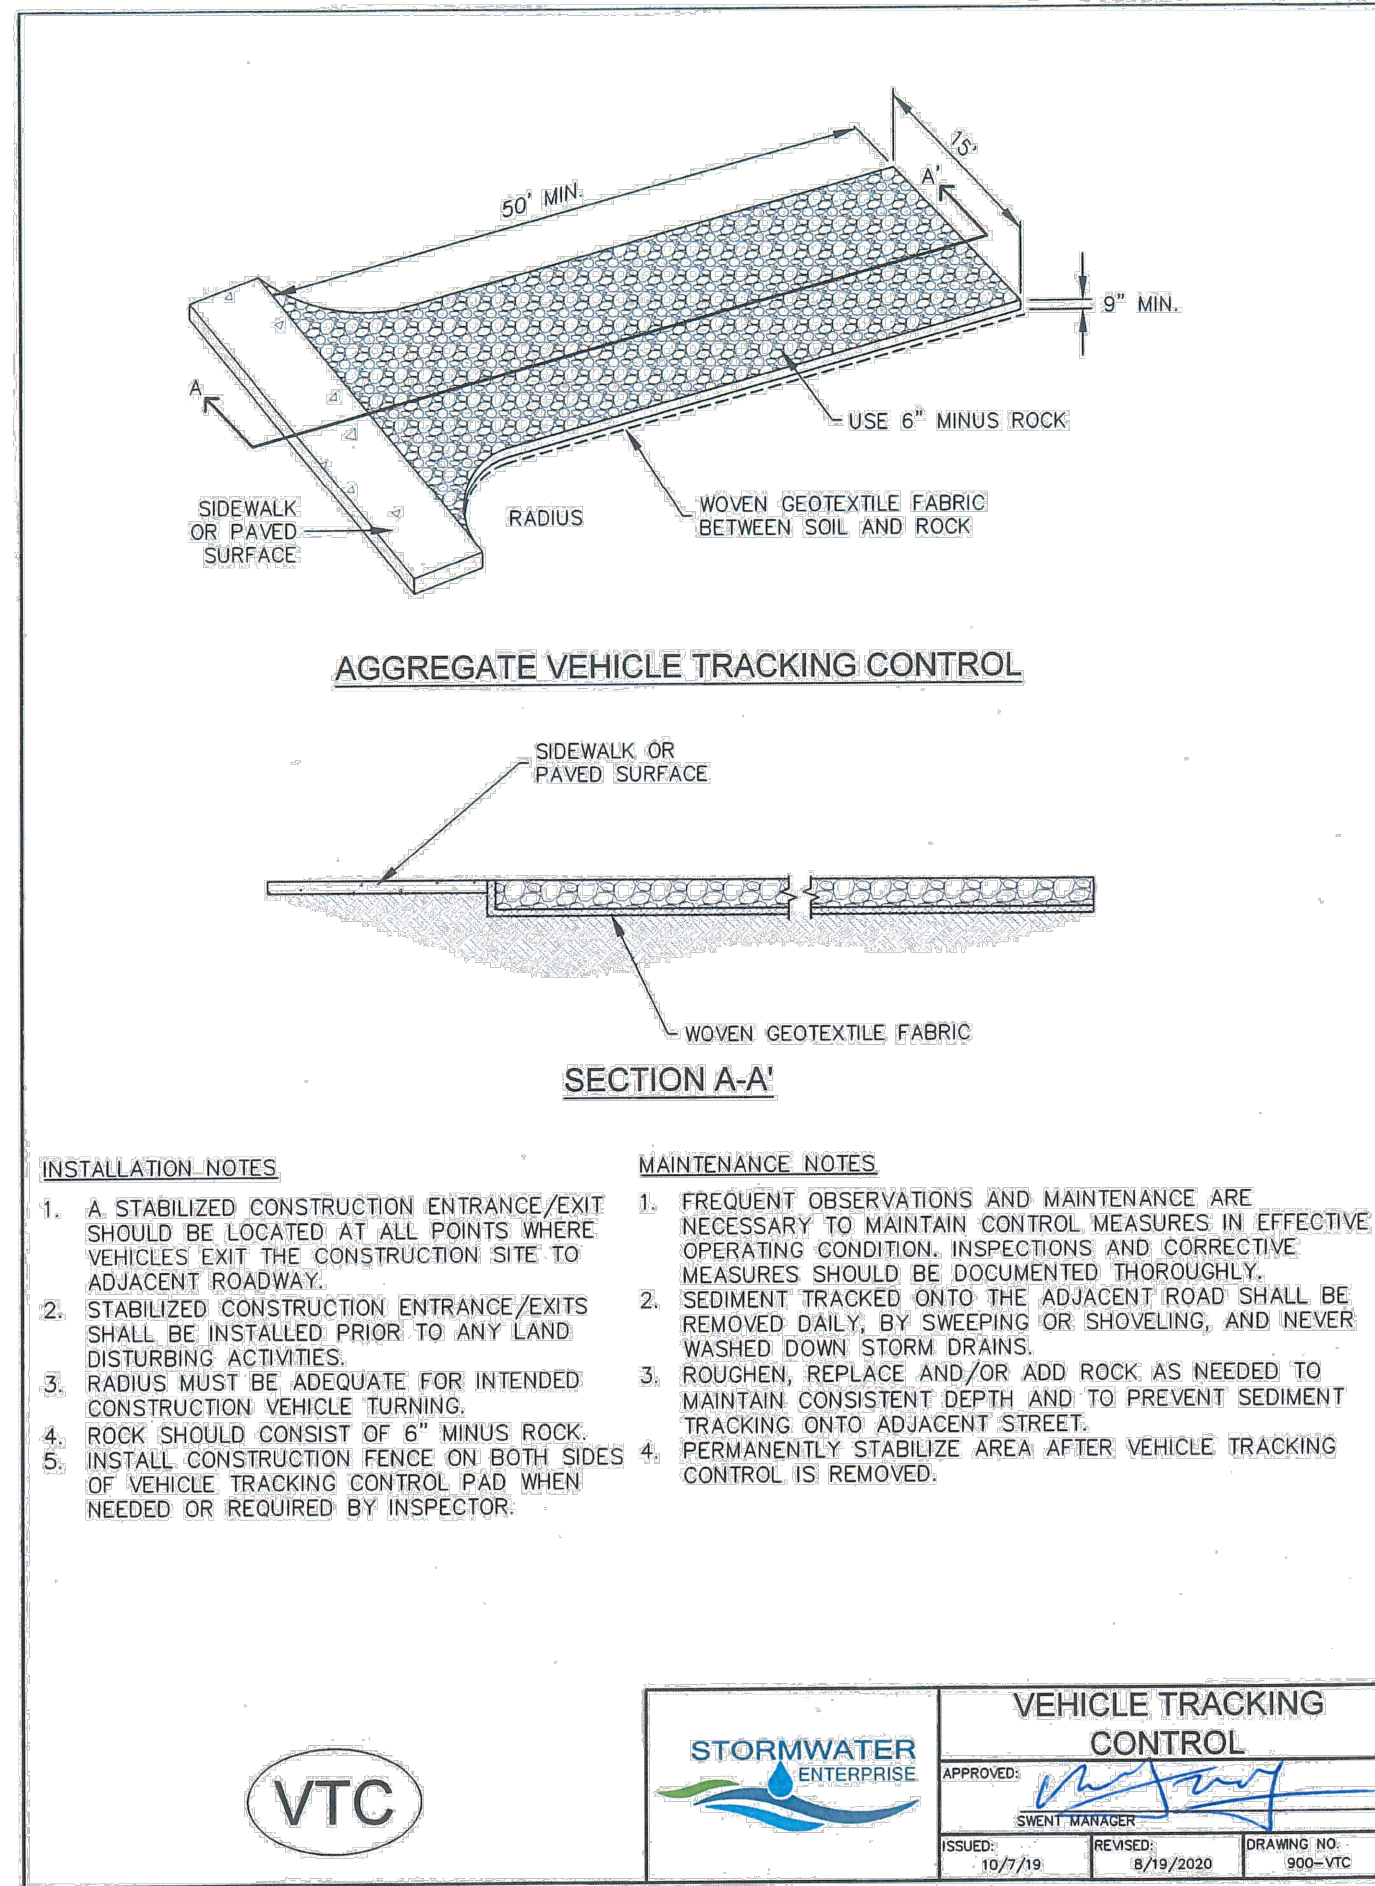 50' MIN.
15'
A'
9" MIN.
A
USE 6" MINUS ROCK
SIDEWALK
OR PAVED
SURFACE
RADIUS
WOVEN GEOTEXTILE FABRIC
BETWEEN SOIL AND ROCK
AGGREGATE VEHICLE TRACKING CONTROL
SIDEWALK OR
PAVED SURFACE
WOVEN GEOTEXTILE FABRIC
SECTION A-A'
INSTALLATION NOTES
1. A STABILIZED CONSTRUCTION ENTRANCE/EXIT
SHOULD BE LOCATED AT ALL POINTS WHERE
VEHICLES EXIT THE CONSTRUCTION SITE TO
ADJACENT ROADWAY.
2. STABILIZED CONSTRUCTION ENTRANCE/EXITS
SHALL BE INSTALLED PRIOR TO ANY LAND
DISTURBING ACTIVITIES.
3. RADIUS MUST BE ADEQUATE FOR INTENDED
CONSTRUCTION VEHICLE TURNING.
4. ROCK SHOULD CONSIST OF 6" MINUS ROCK.
5. INSTALL CONSTRUCTION FENCE ON BOTH SIDES
OF VEHICLE TRACKING CONTROL PAD WHEN
NEEDED OR REQUIRED BY INSPECTOR.
MAINTENANCE NOTES
1. FREQUENT OBSERVATIONS AND MAINTENANCE ARE
NECESSARY TO MAINTAIN CONTROL MEASURES IN EFFECTIVE
OPERATING CONDITION. INSPECTIONS AND CORRECTIVE
MEASURES SHOULD BE DOCUMENTED THOROUGHLY.
2. SEDIMENT TRACKED ONTO THE ADJACENT ROAD SHALL BE
REMOVED DAILY, BY SWEEPING OR SHOVELING, AND NEVER
WASHED DOWN STORM DRAINS.
3. ROUGHEN, REPLACE AND/OR ADD ROCK AS NEEDED TO
MAINTAIN CONSISTENT DEPTH AND TO PREVENT SEDIMENT
TRACKING ONTO ADJACENT STREET.
4. PERMANENTLY STABILIZE AREA AFTER VEHICLE TRACKING
CONTROL IS REMOVED.
VTC
STORMWATER
ENTERPRISE
VEHICLE TRACKING
CONTROL
APPROVED:
SWENT MANAGER
ISSUED:
10/7/19
REVISED:
8/19/2020
DRAWING NO.
900-VTC